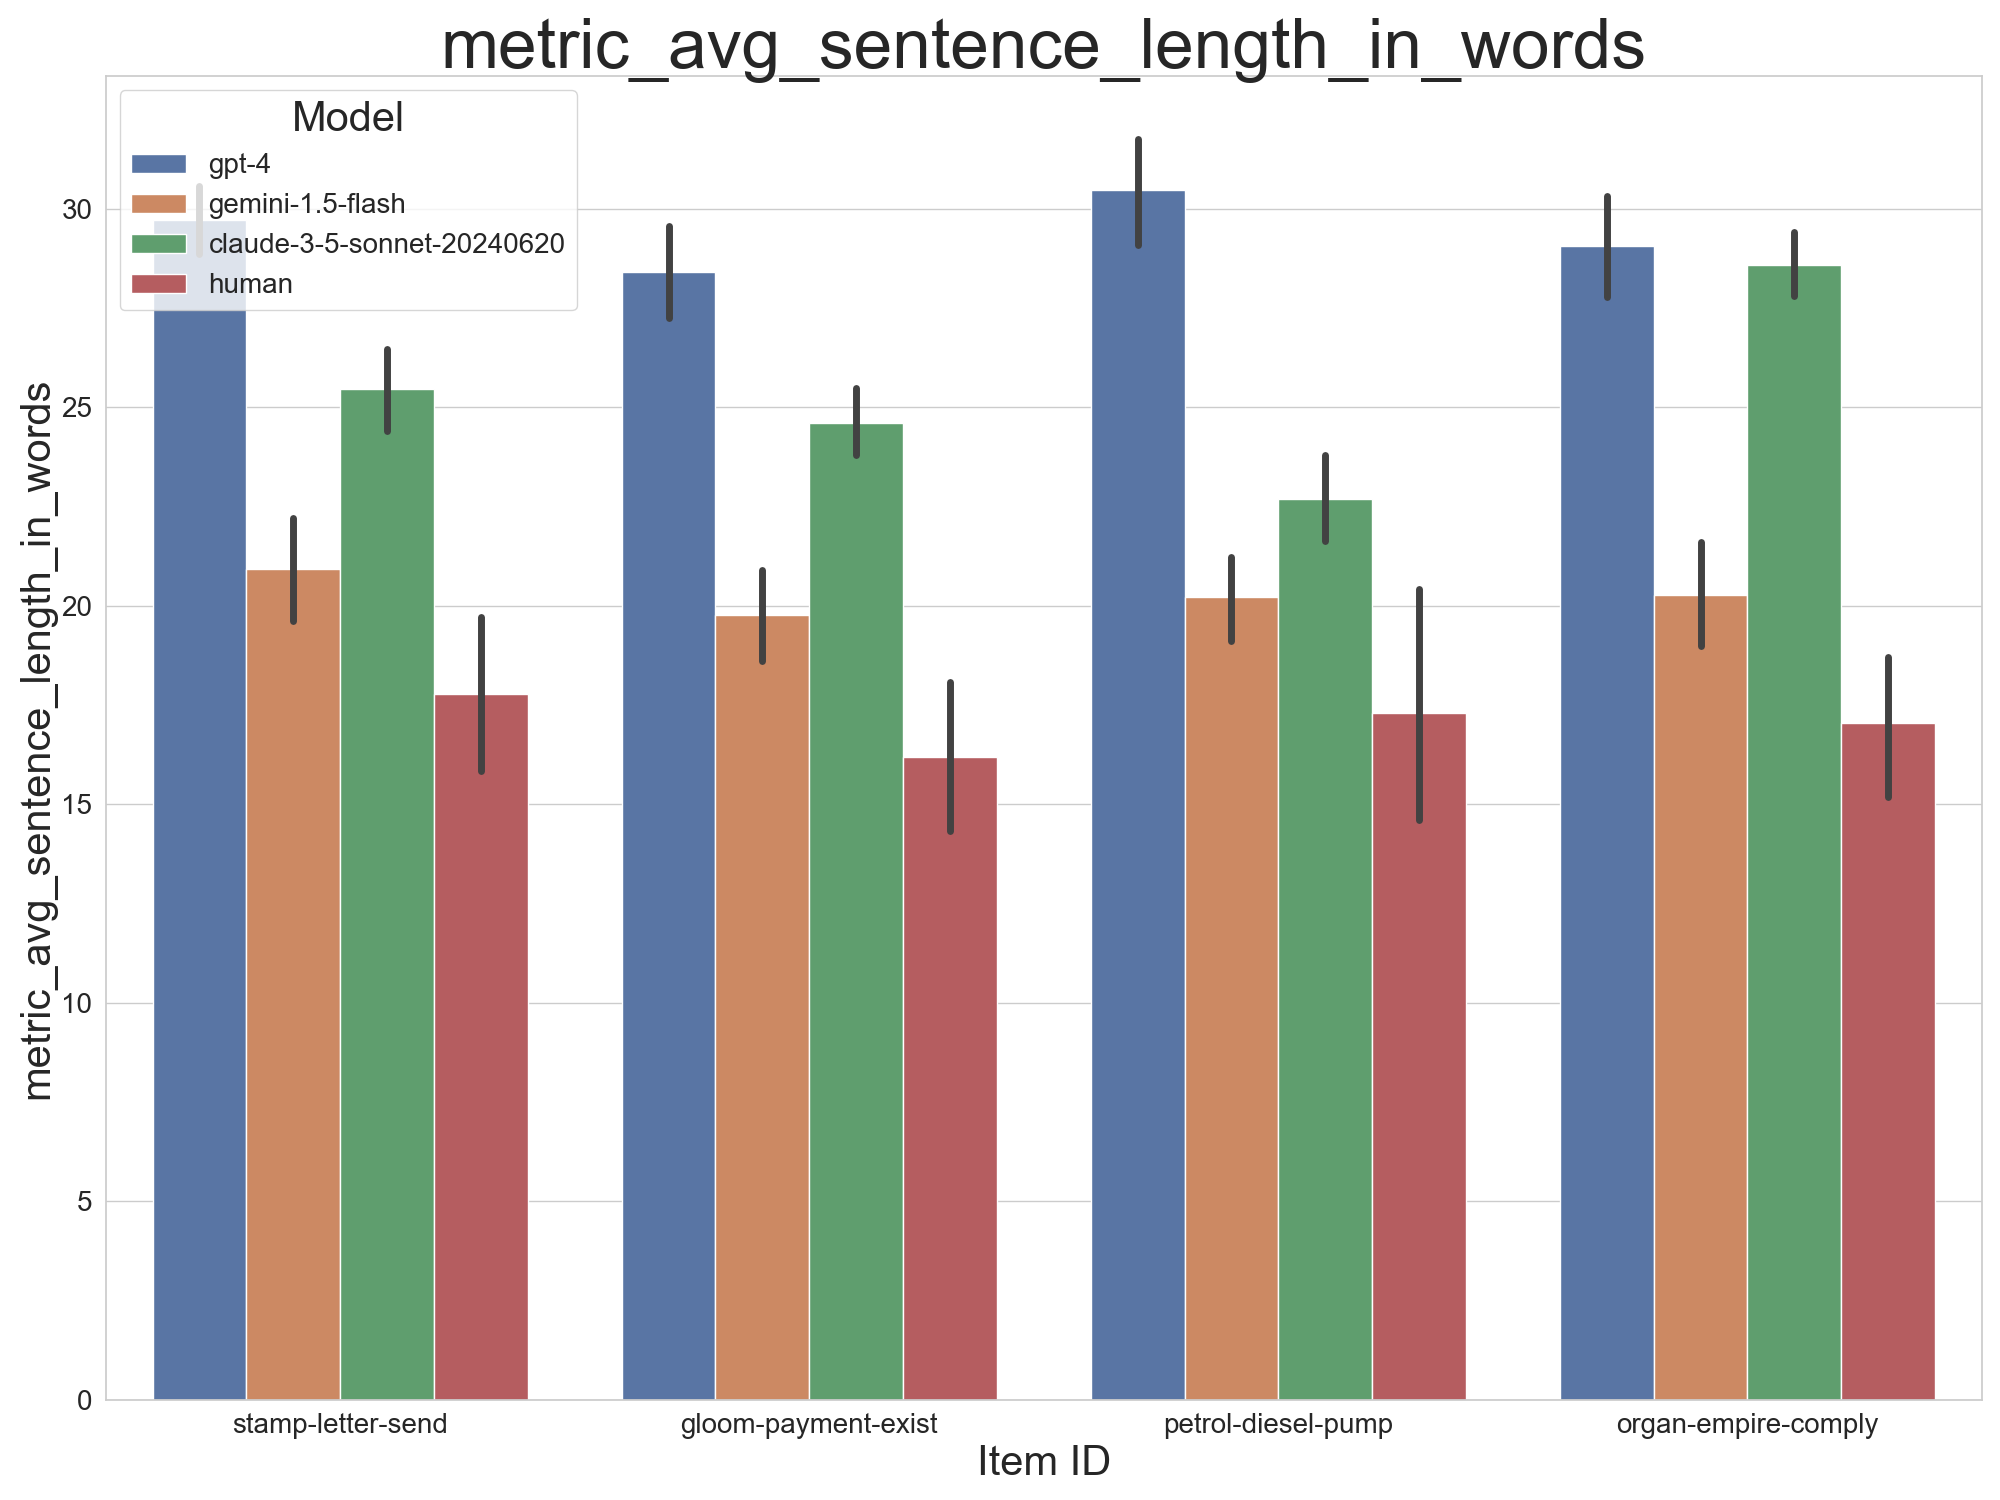 metric_avg_sentence_length_in_words
Model
gpt-4
gemini-1.5-flash
claude-3-5-sonnet-20240620
human
metric_avg_sentence_length_in_words
30
25
20
15
10
5
0
stamp-letter-send
gloom-payment-exist
petrol-diesel-pump
organ-empire-comply
Item ID